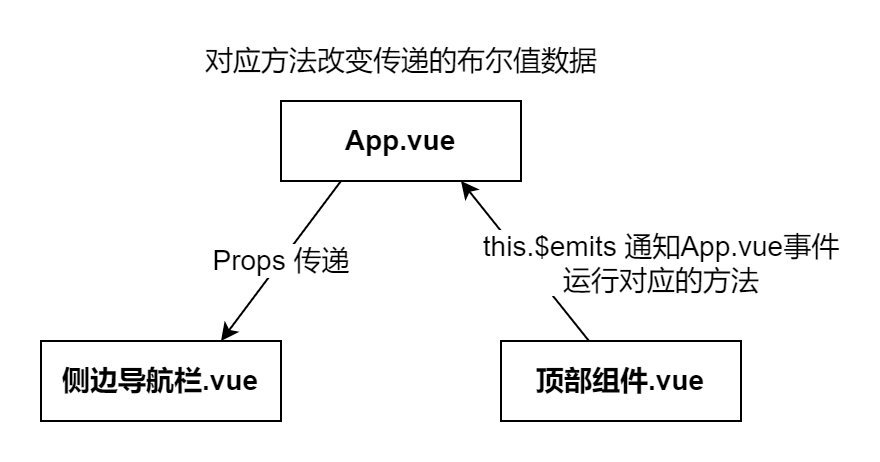 对应方法改变传递的布尔值数据
App.vue
Props 传递
this.$emits 通知App.vue事件
运行对应的方法
侧边导航栏.vue
顶部组件.vue